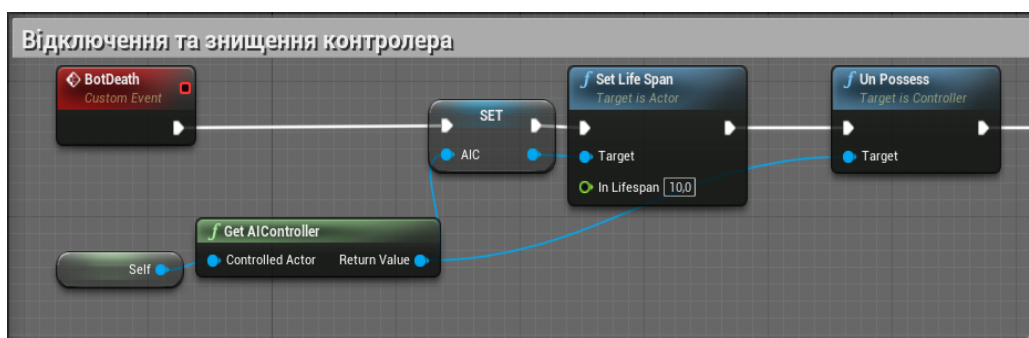 Відключення та знищення контролера
BotDeath
Custom Event
SET
AIC
f Set Life Span
Target is Actor
Target
In Lifespan 10,0
f Un Possess
Target is Controller
Target
f Get AIController
Controlled Actor Return Value
Self